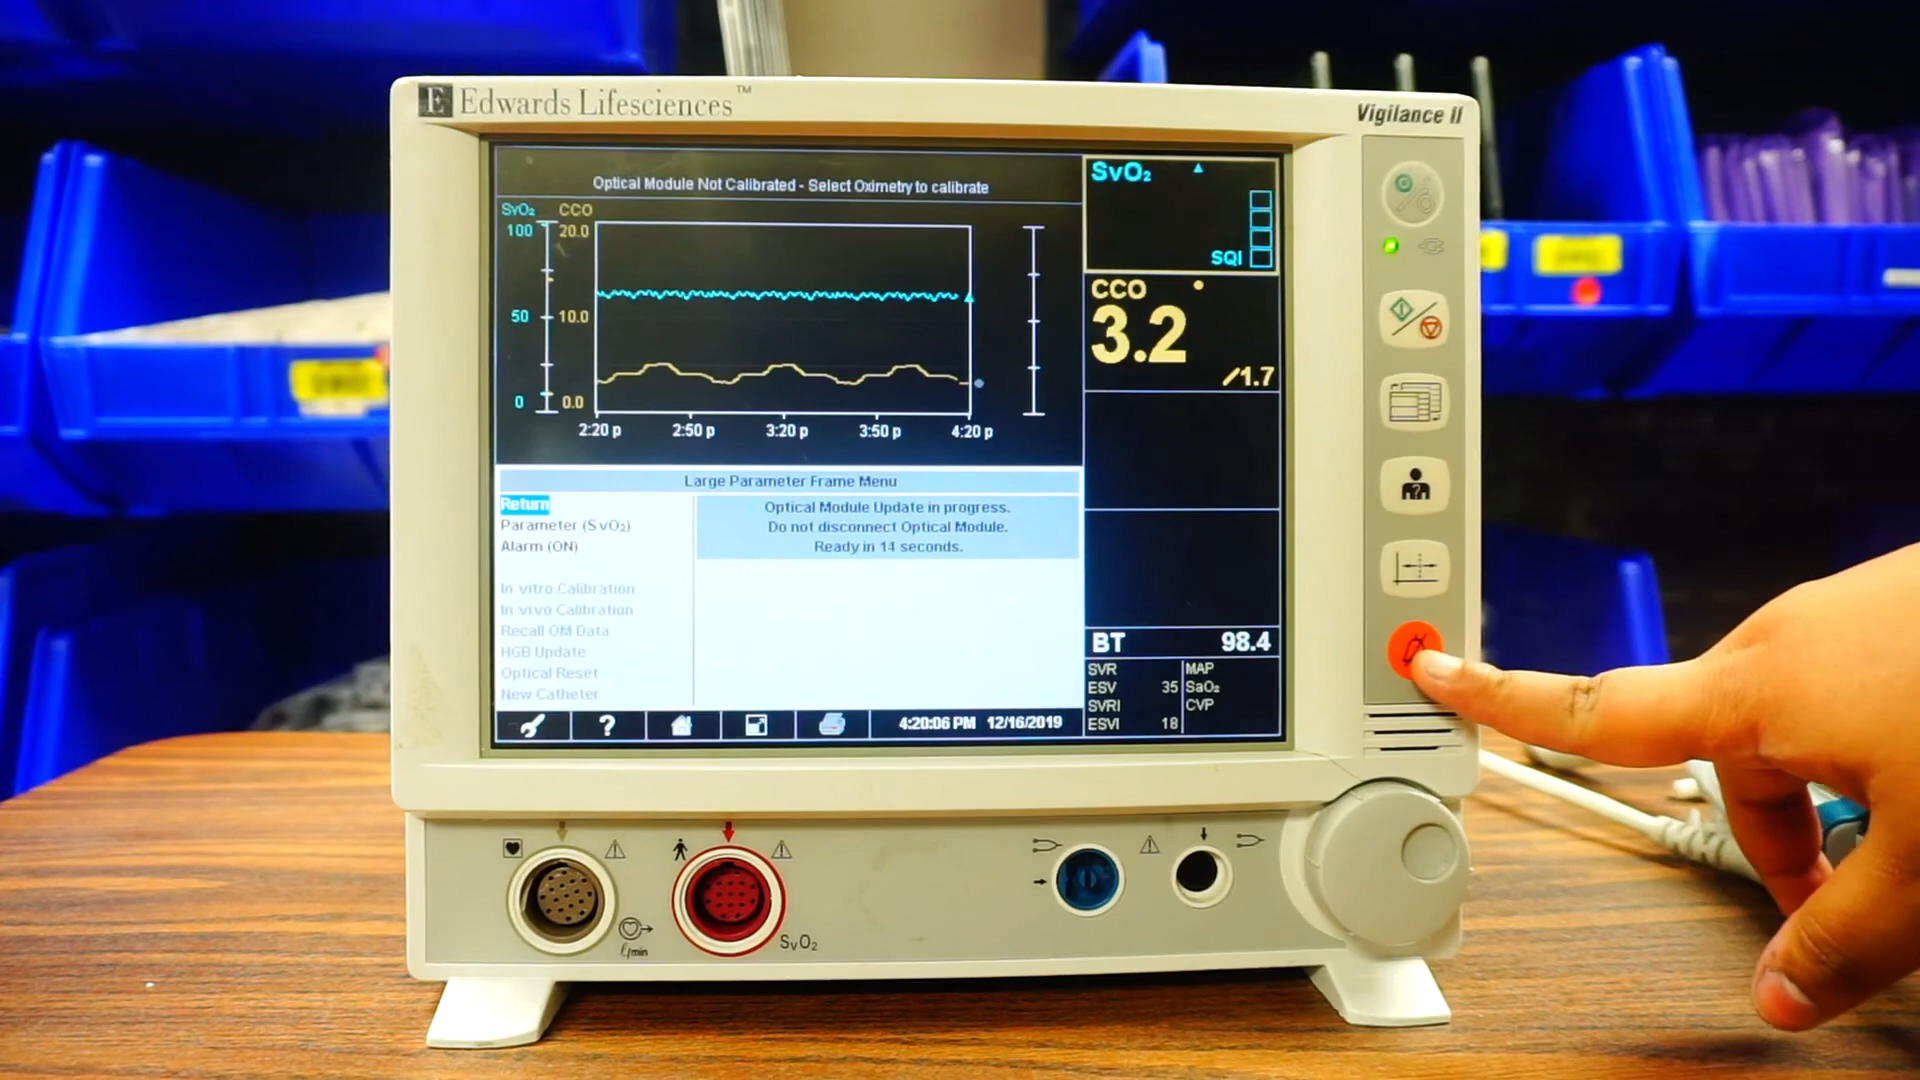 E Edwards Lifesciences™
Vigilance II
Optical Module Not Calibrated - Select Oximetry to calibrate
SvO₂ CCO
100 20.0
50 10.0
0 0.0
2:20 p 2:50 p 3:20 p 3:50 p 4:20 p
SvO₂
SQI
CCO
3.2
/1.7
Large Parameter Frame Menu
Return
Parameter (SvO₂)
Alarm (ON)
In vitro Calibration
In vivo Calibration
Recall OM Data
HGB Update
Optical Reset
New Catheter
Optical Module Update in progress.
Do not disconnect Optical Module.
Ready in 14 seconds.
BT 98.4
SVR MAP
ESV 35 SaO₂
SVRI CVP
ESVI 18
? 4:20:06 PM 12/16/2019
ℓ/min
SvO₂